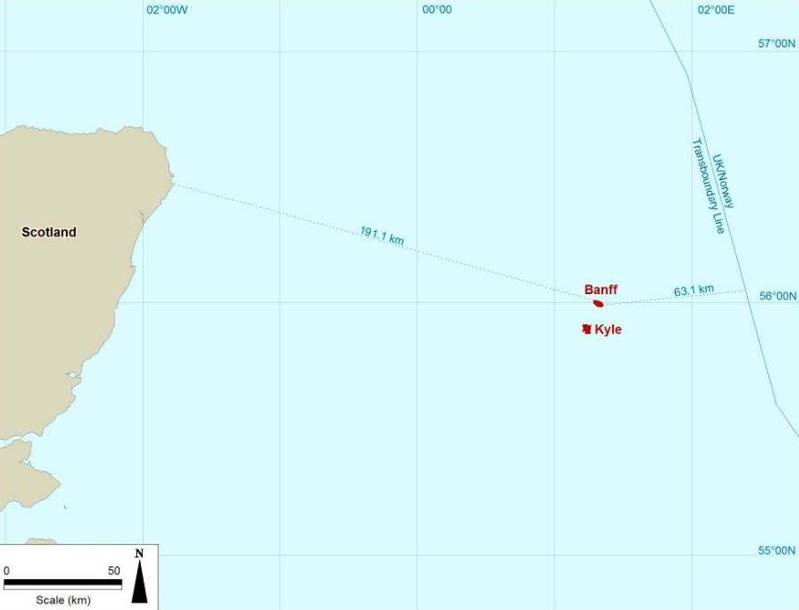 02°00W
00°00
02°00E
57°00N
UK/Norway
Transboundary Line
Scotland
191.1 km
Banff
63.1 km
56°00N
Kyle
55°00N
N
0 50
Scale (km)